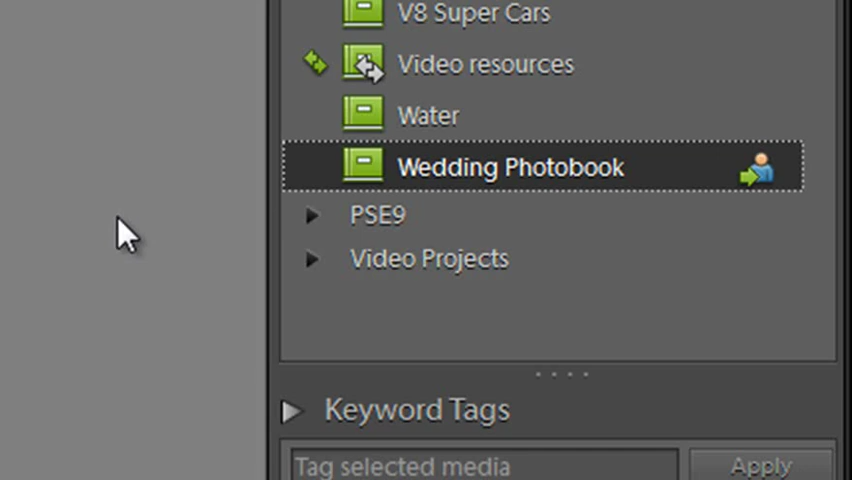 V8 Super Cars
Video resources
Water
Wedding Photobook
PSE9
Video Projects
Keyword Tags
Tag selected media
Apply